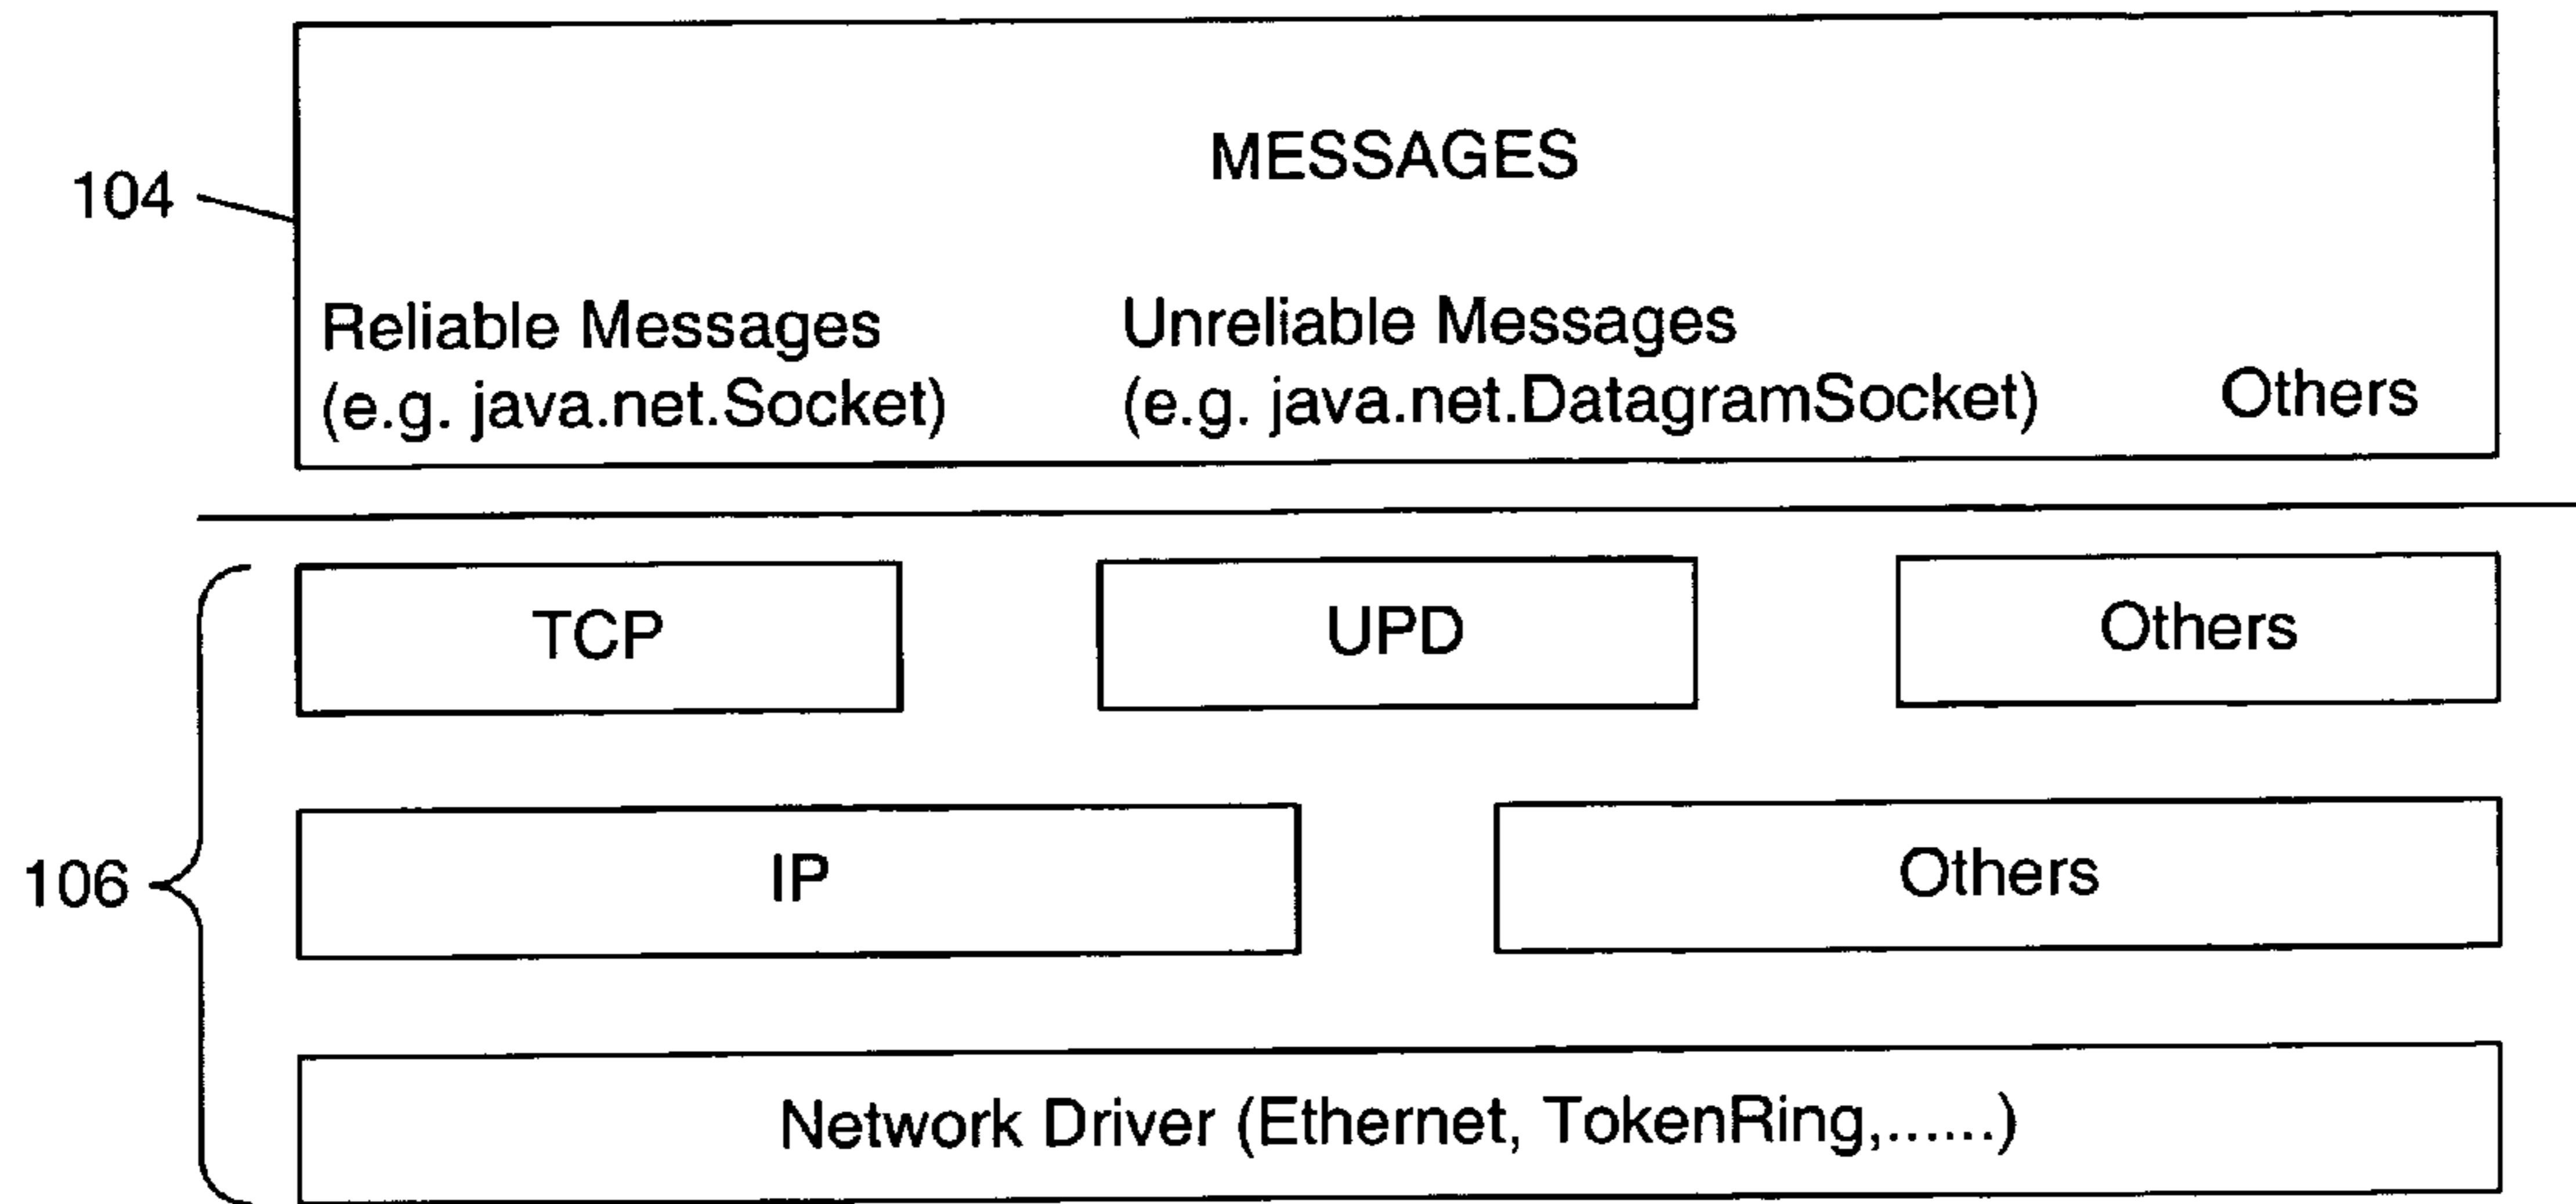 MESSAGES
104
Reliable Messages
(e.g. java.net.Socket)
Unreliable Messages
(e.g. java.net.DatagramSocket)
Others
TCP
UPD
Others
106
IP
Others
Network Driver (Ethernet, TokenRing,......)